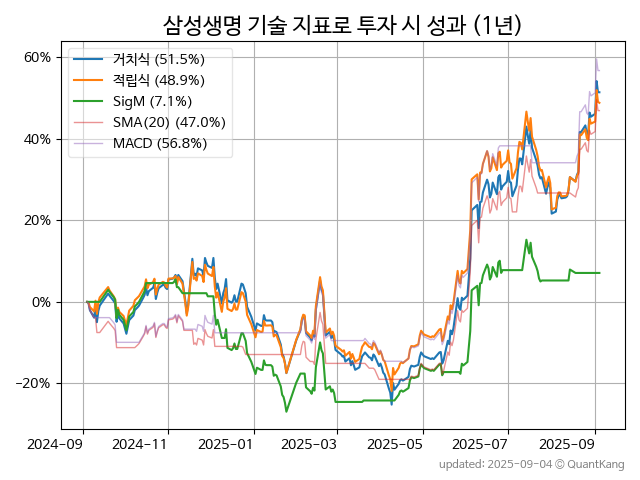 삼성생명 기술 지표로 투자 시 성과 (1년)
거치식 (51.5%)
적립식 (48.9%)
SigM (7.1%)
SMA(20) (47.0%)
MACD (56.8%)
60%
40%
20%
0%
−20%
2024-09 2024-11 2025-01 2025-03 2025-05 2025-07 2025-09
updated: 2025-09-04 © QuantKang